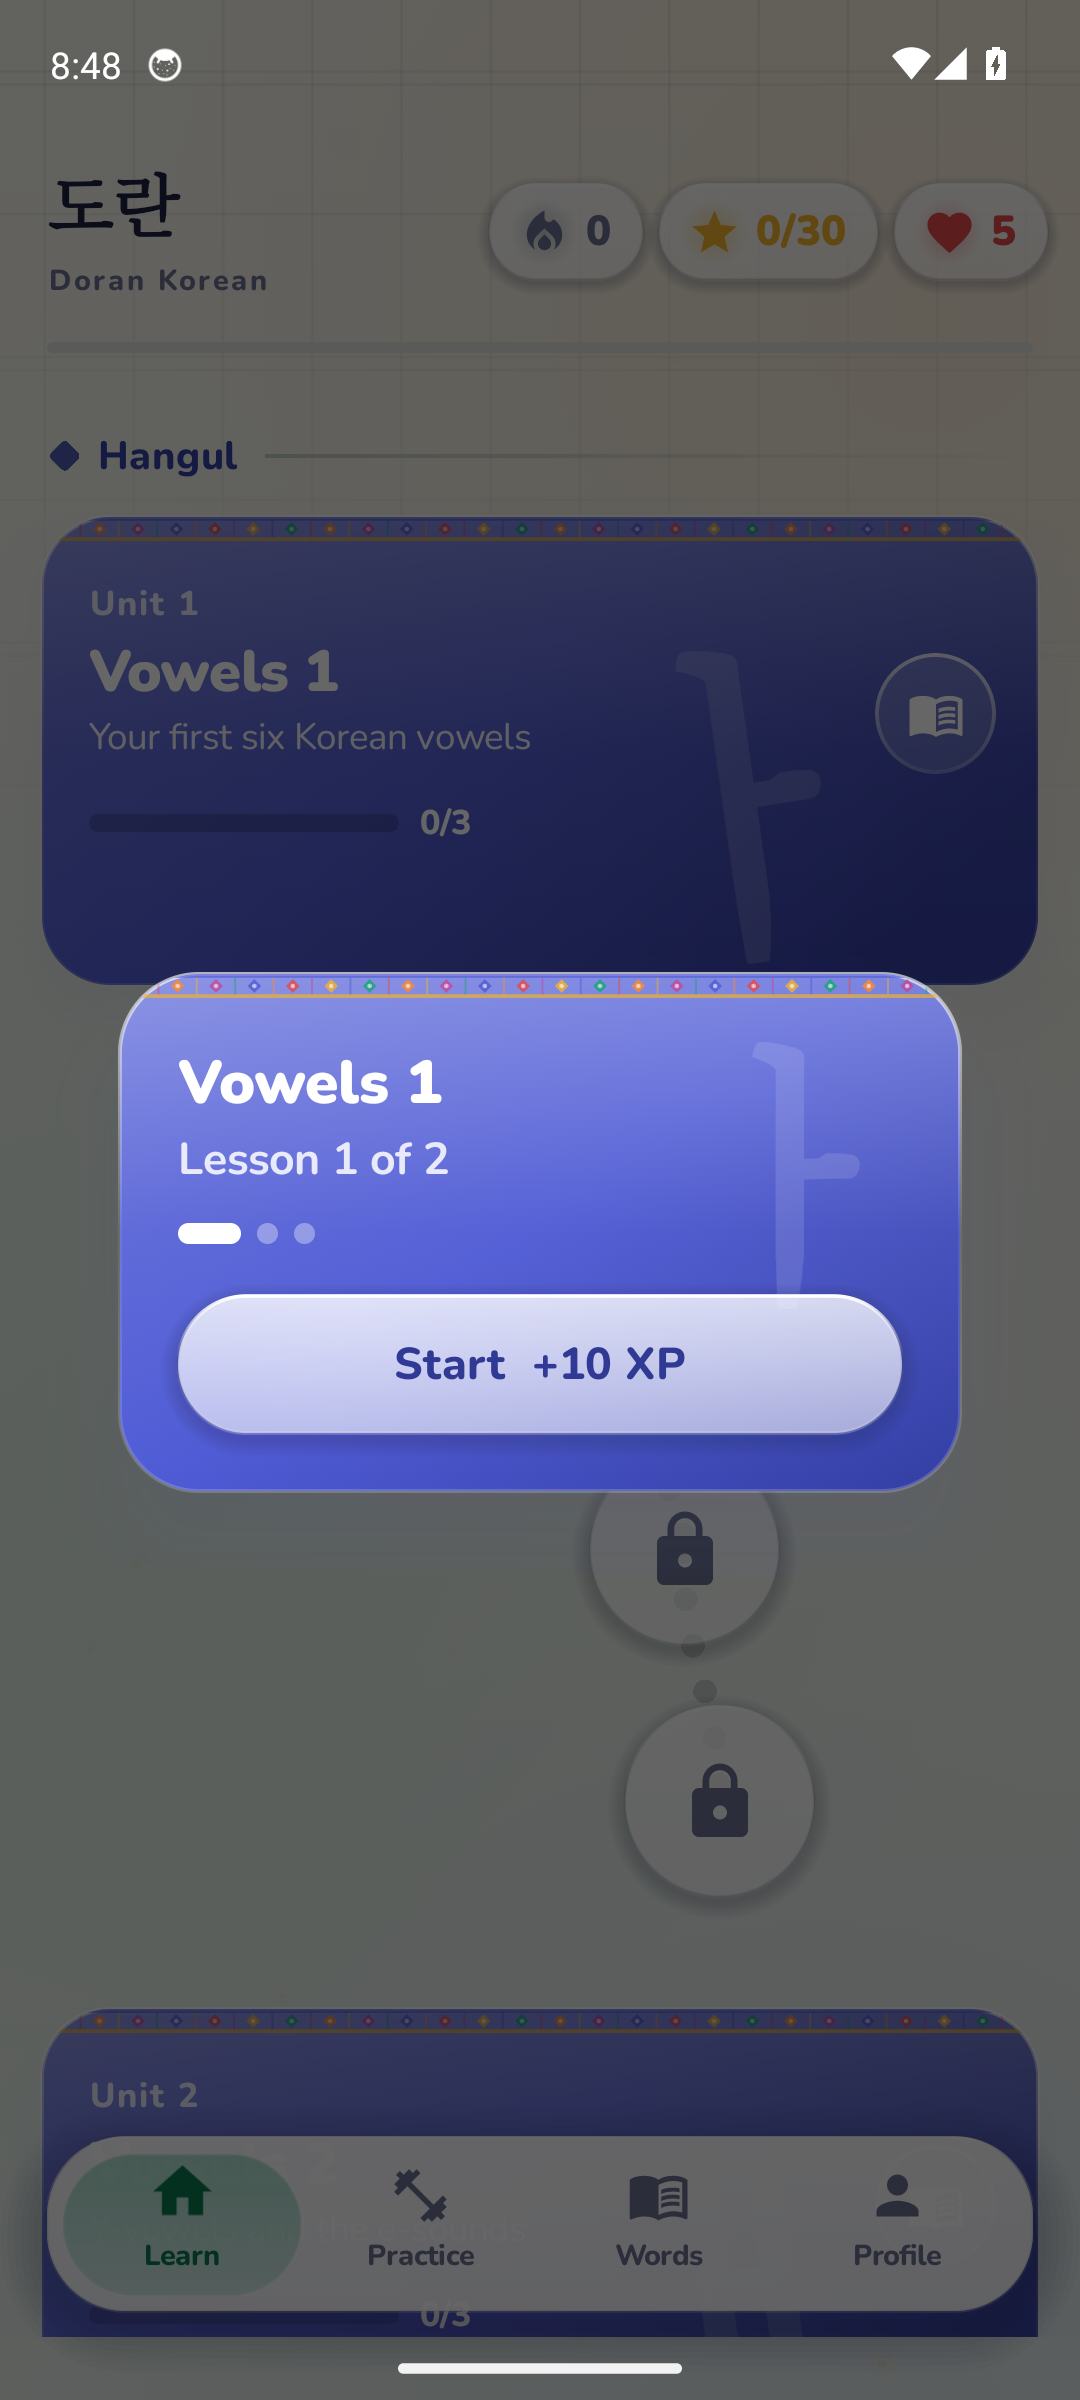 8:48
도란
Doran Korean
0
0/30
5
Hangul
Unit 1
Vowels 1
Your first six Korean vowels
0/3
ㅏ
Vowels 1
Lesson 1 of 2
ㅏ
Start +10 XP
Unit 2
the e-sounds
0/3
Learn
Practice
Words
Profile